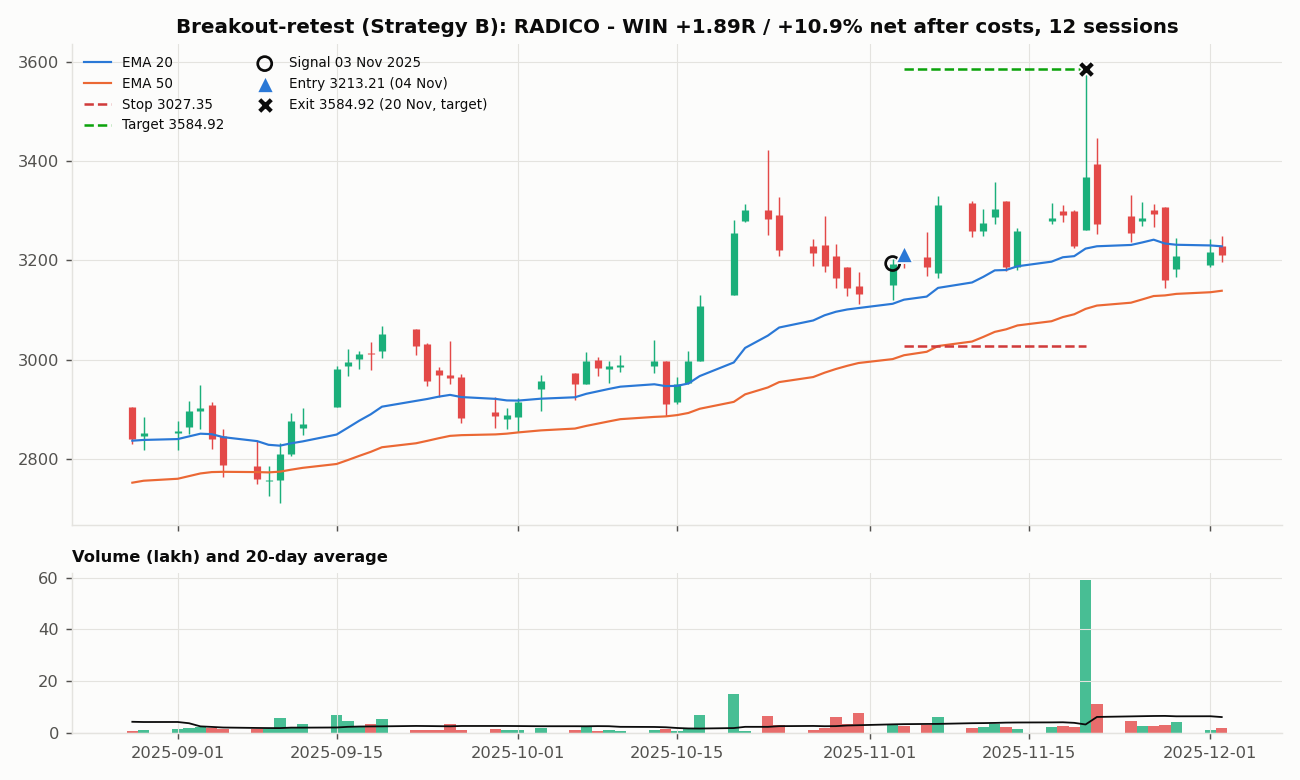 Breakout-retest (Strategy B): RADICO - WIN +1.89R / +10.9% net after costs, 12 sessions
EMA 20
EMA 50
Stop 3027.35
Target 3584.92
Signal 03 Nov 2025
Entry 3213.21 (04 Nov)
Exit 3584.92 (20 Nov, target)
3600
3400
3200
3000
2800
Volume (lakh) and 20-day average
60
40
20
0
2025-09-01
2025-09-15
2025-10-01
2025-10-15
2025-11-01
2025-11-15
2025-12-01